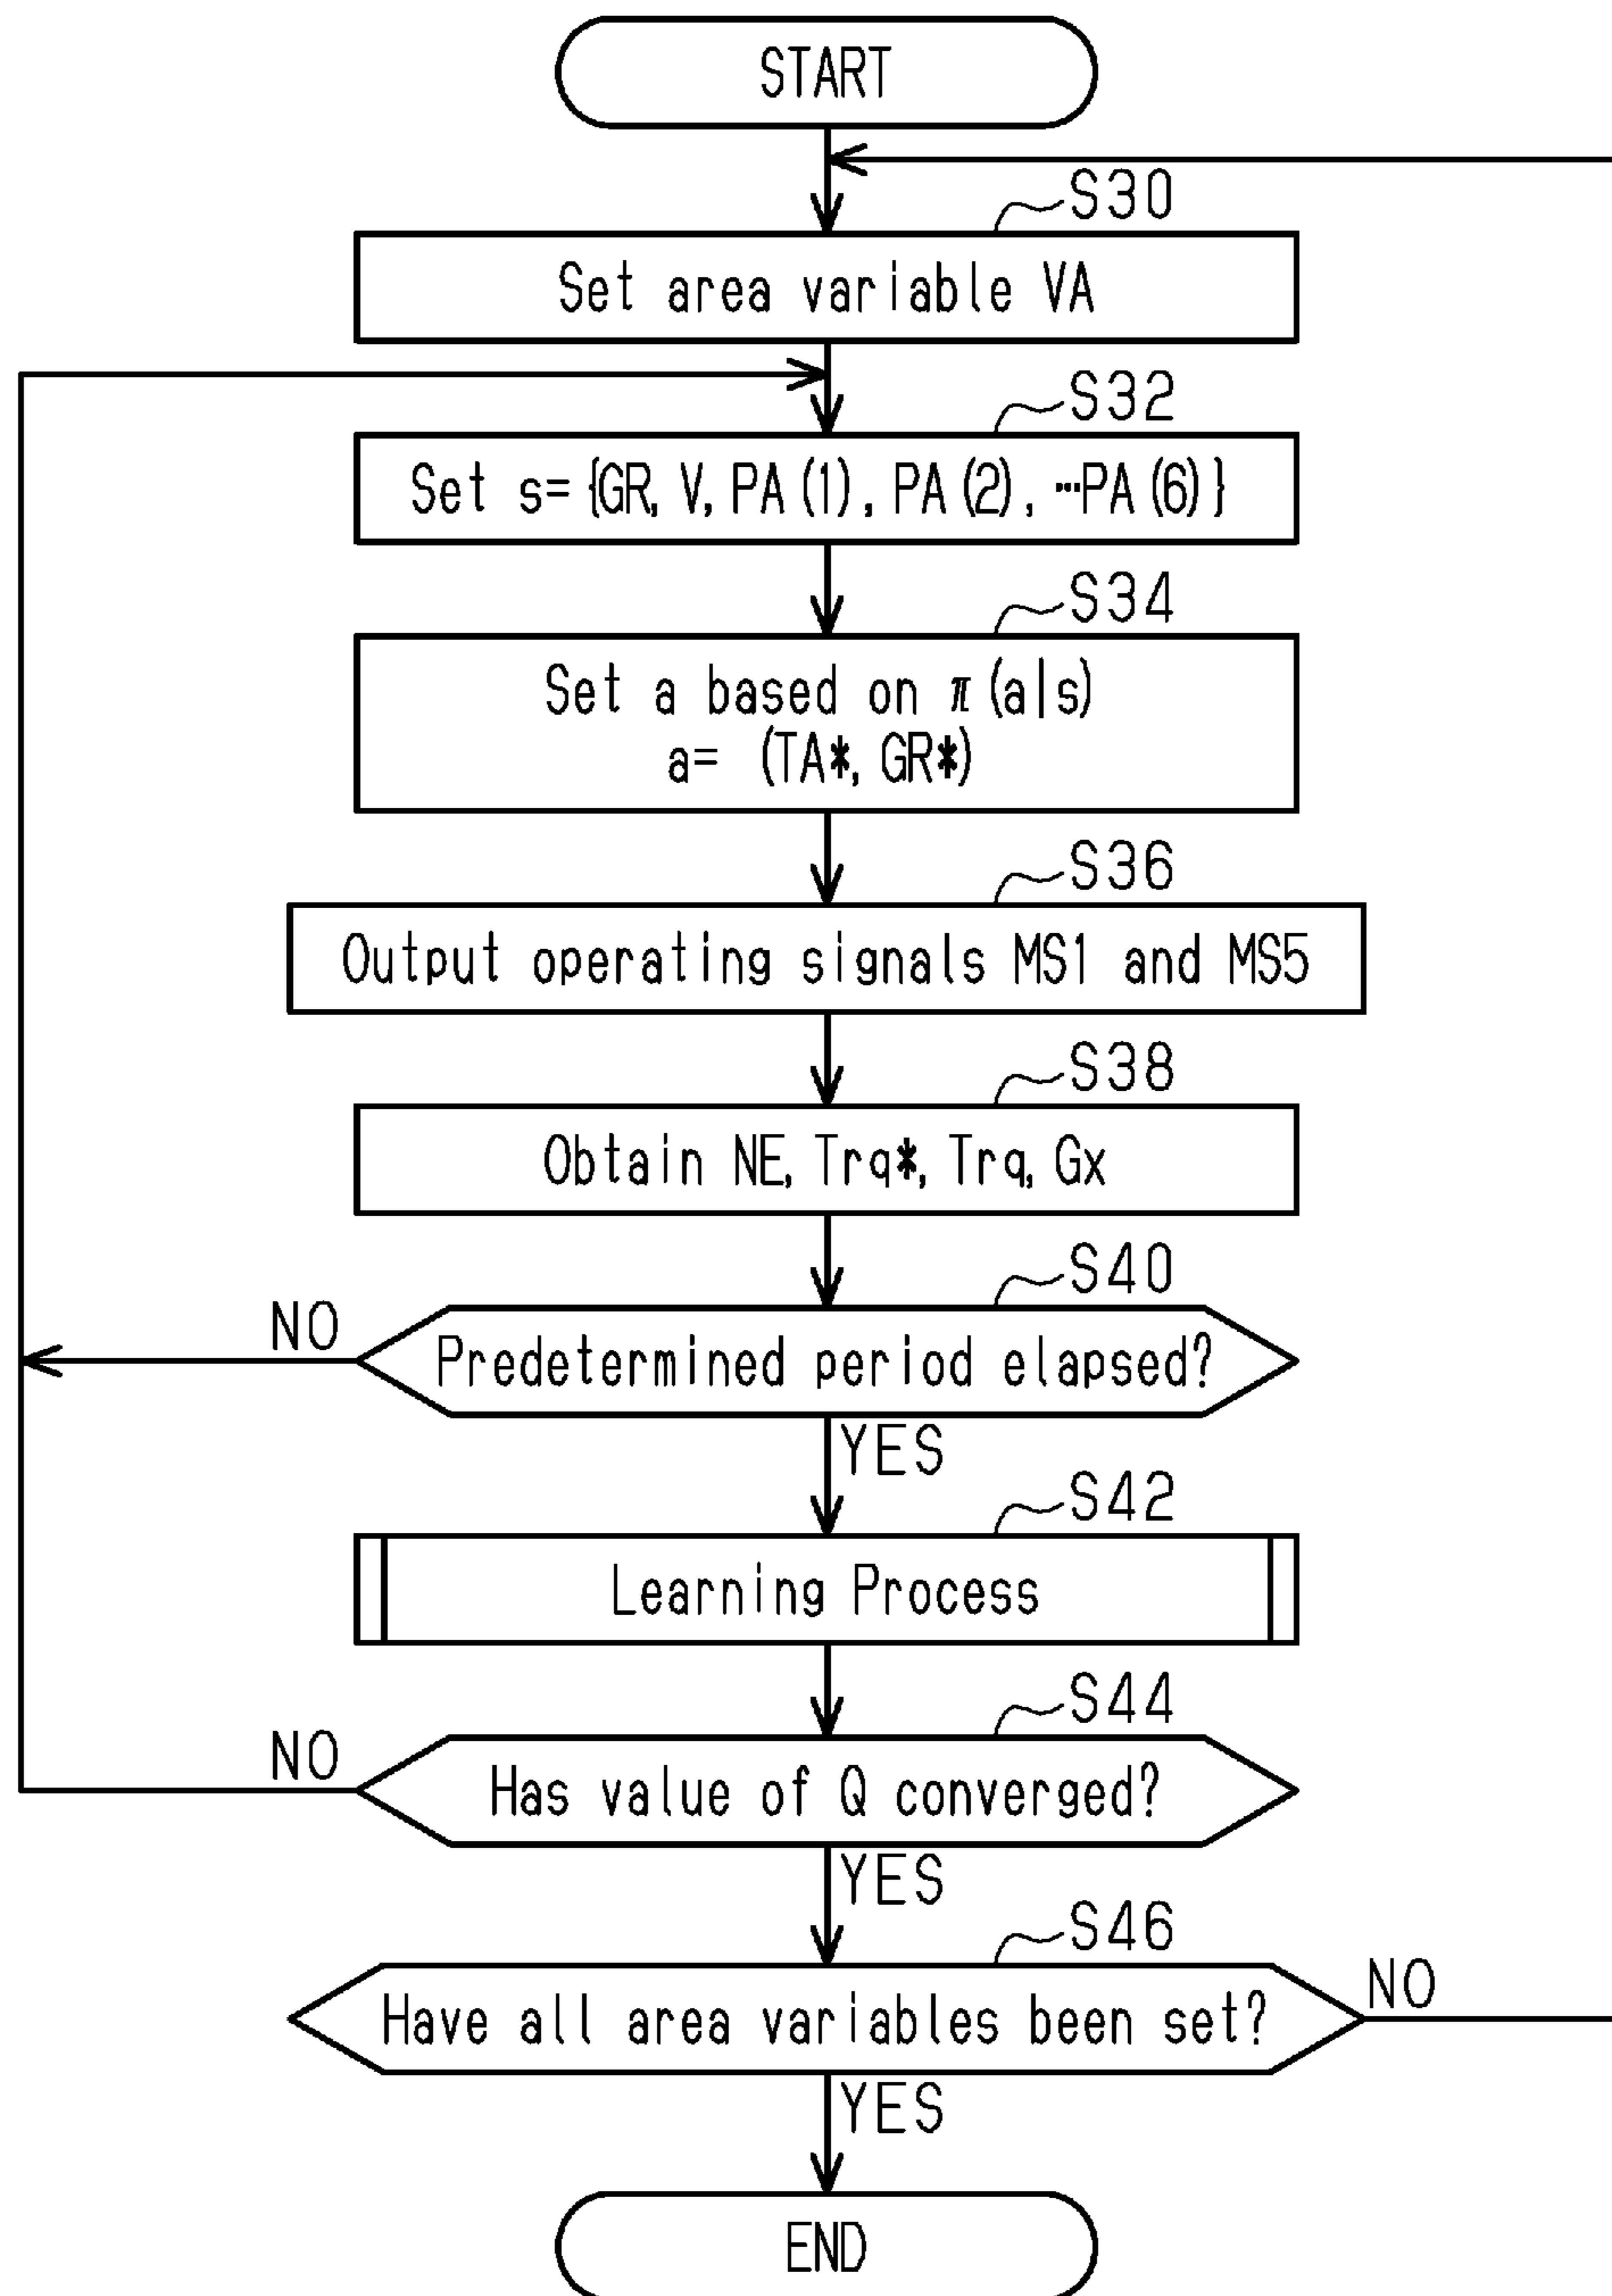 START
S30
Set area variable VA
S32
Set s={GR, V, PA(1), PA(2), …PA(6)}
S34
Set a based on π(a|s)
a= (TA*, GR*)
S36
Output operating signals MS1 and MS5
S38
Obtain NE, Trq*, Trq, Gx
S40
NO
Predetermined period elapsed?
YES
S42
Learning Process
S44
NO
Has value of Q converged?
YES
S46
Have all area variables been set?
NO
YES
END